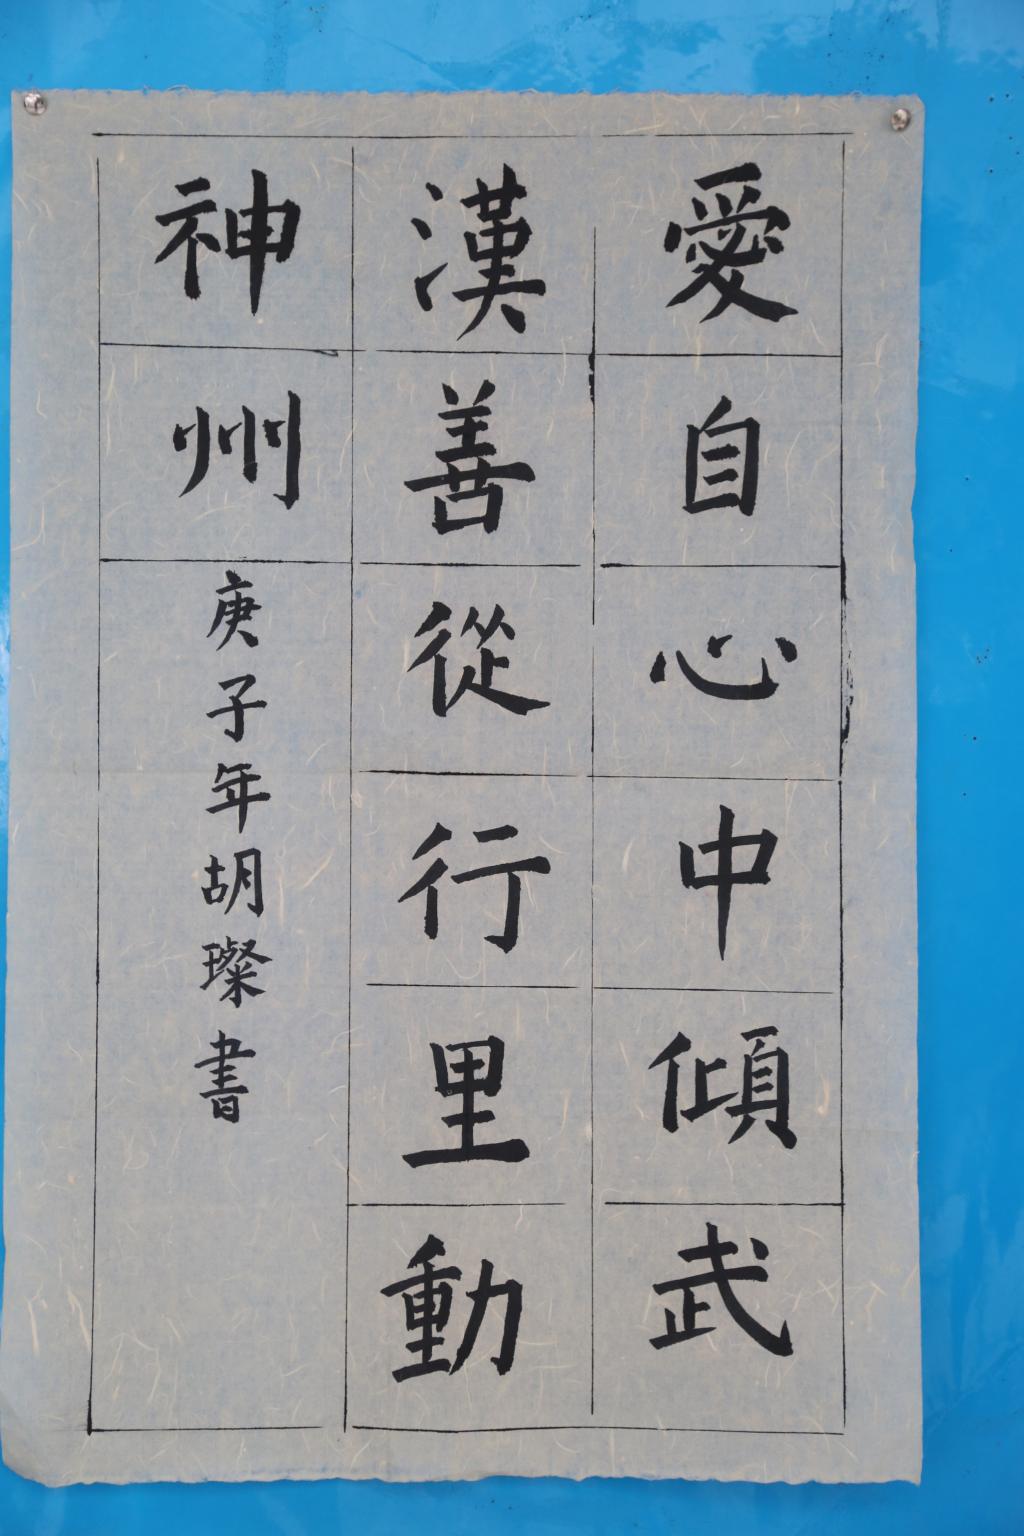 愛自心中傾武
漢善從行里動
神州
庚子年胡璨書